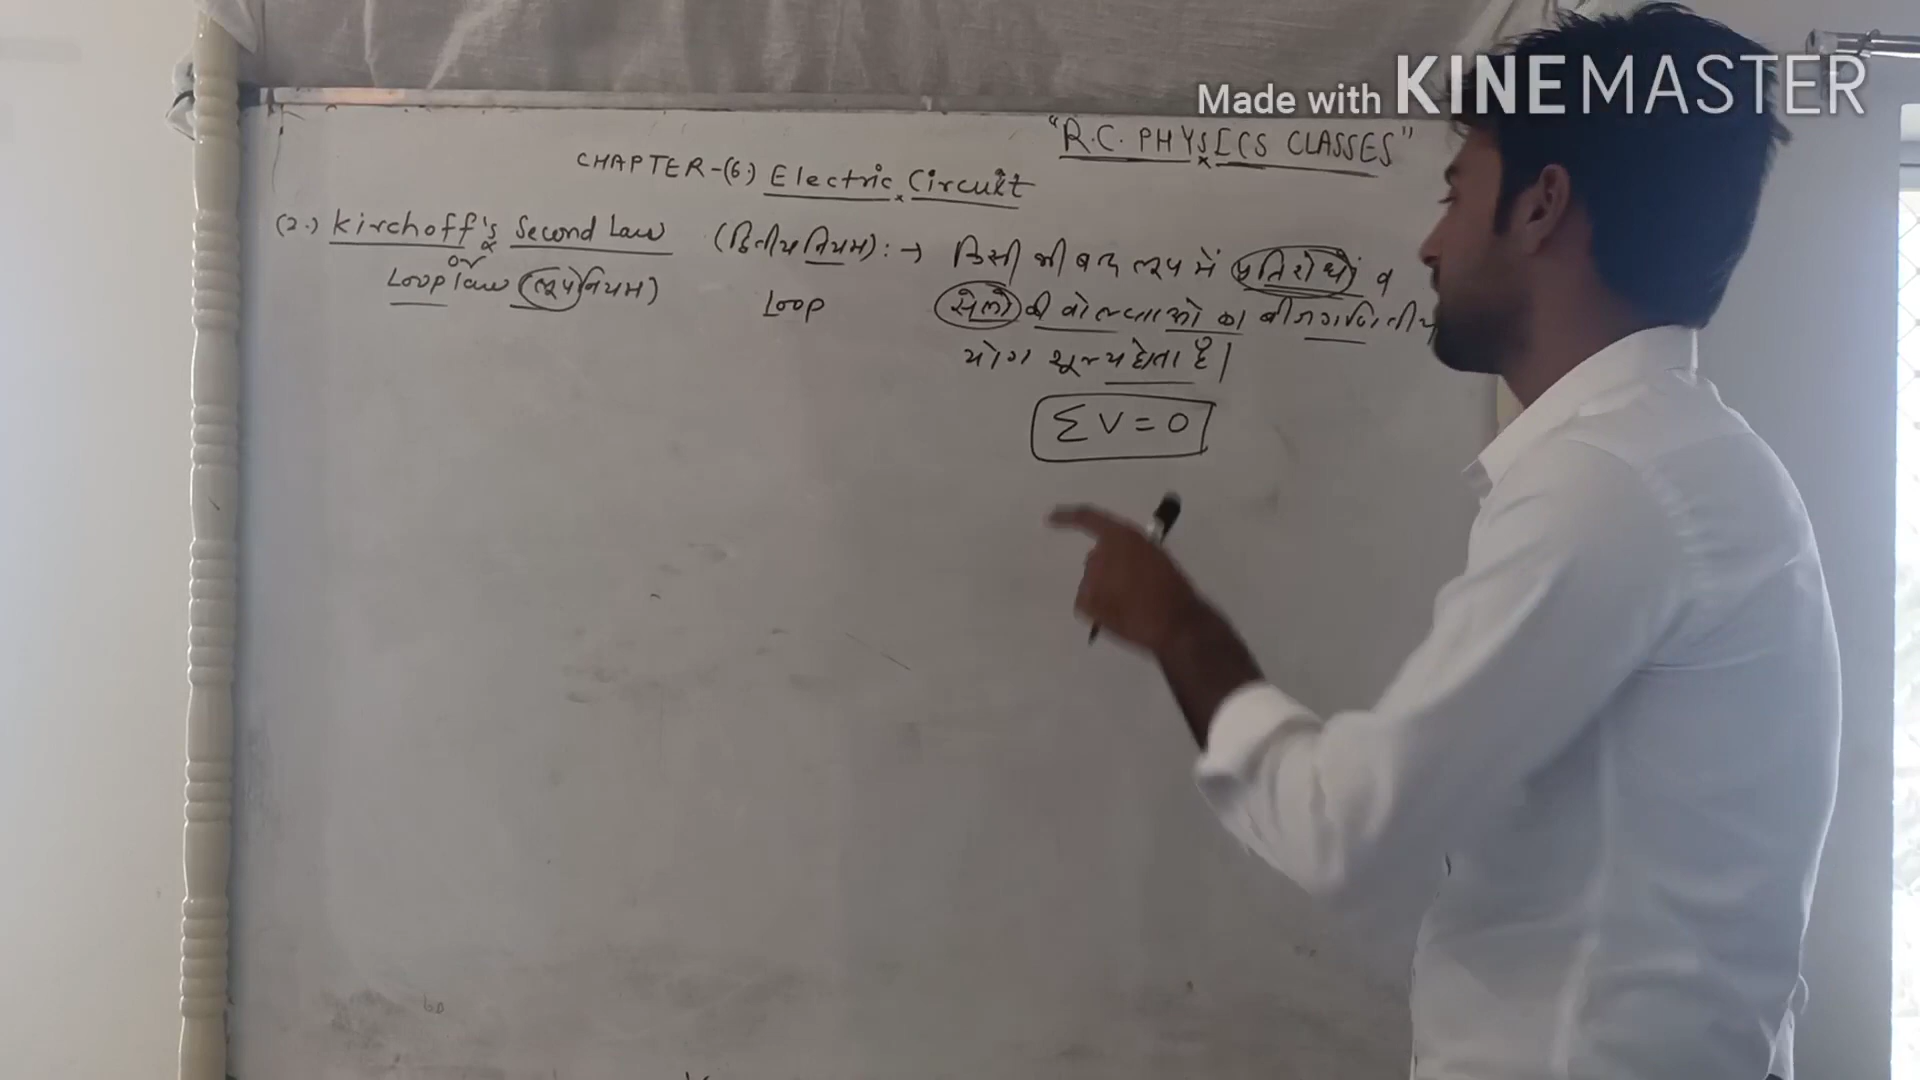 Made with KINEMASTER
"R.C. PHYSICS CLASSES"
CHAPTER-(6.) Electric Circuit
(2.) Kirchoff's Second Law (द्वितीय नियम) :→ किसी भी बन्द लूप में प्रतिरोधों व
or
Loop law (लूप नियम) Loop सेलों की वोल्टताओं का बीजगणितीय
योग शून्य होता है।
Σ V = 0